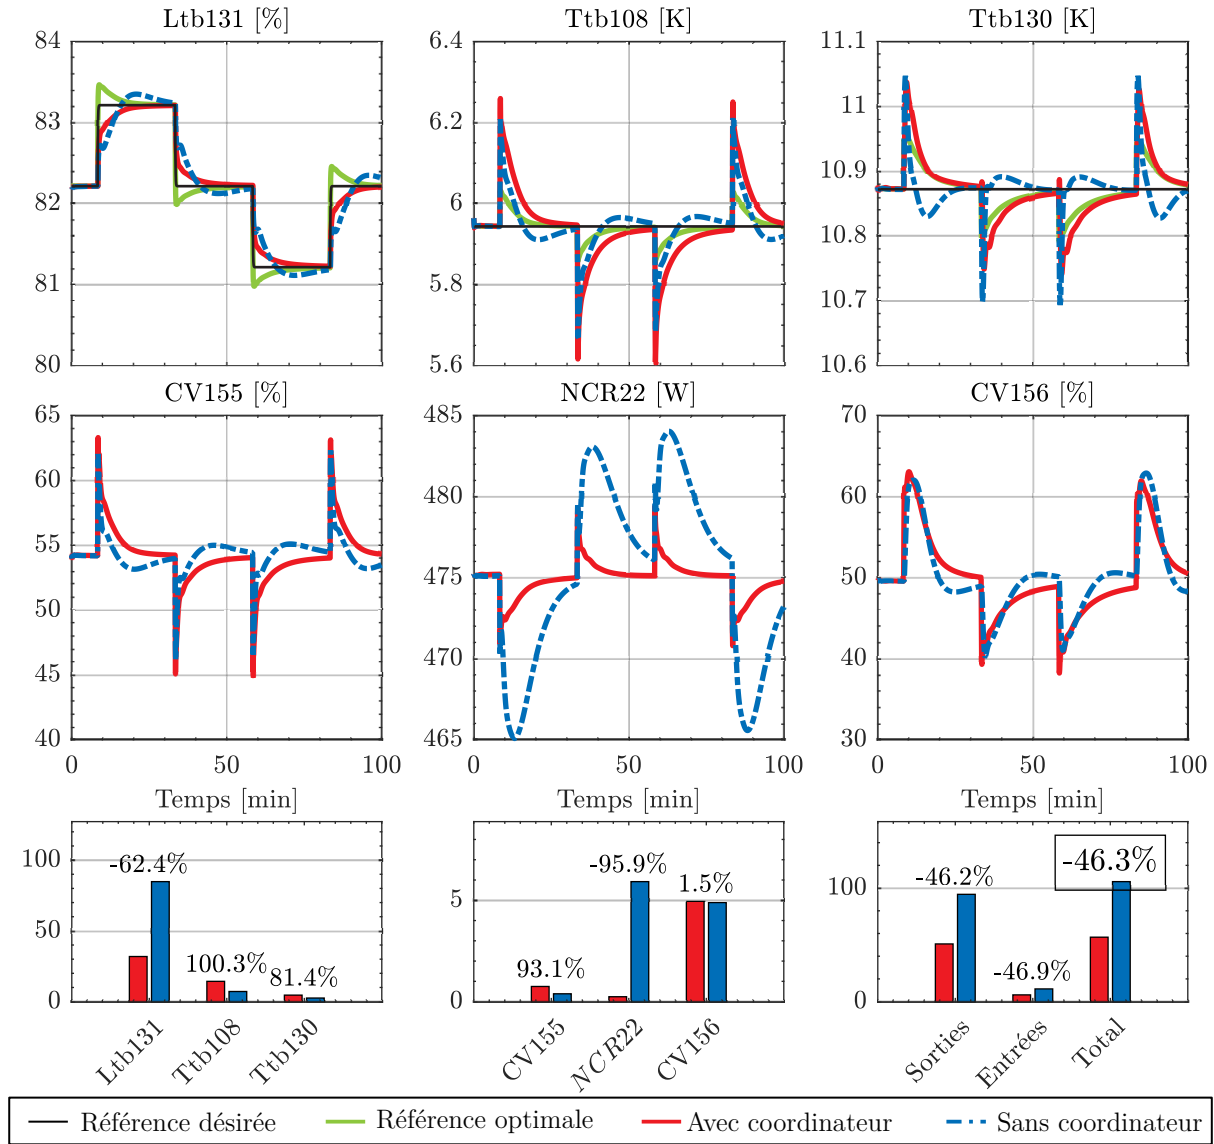 Ltb131 [%]
Ttb108 [K]
Ttb130 [K]
84
83
82
81
80
6.4
6.2
6
5.8
5.6
11.1
11
10.9
10.8
10.7
10.6
CV155 [%]
NCR22 [W]
CV156 [%]
65
60
55
50
45
40
485
480
475
470
465
70
60
50
40
30
0 50 100
0 50 100
0 50 100
Temps [min]
Temps [min]
Temps [min]
100
50
0
-62.4%
100.3%
81.4%
Ltb131
Ttb108
Ttb130
5
0
93.1%
-95.9%
1.5%
CV155
NCR22
CV156
100
0
-46.2%
-46.9%
-46.3%
Sorties
Entrées
Total
Référence désirée Référence optimale Avec coordinateur Sans coordinateur